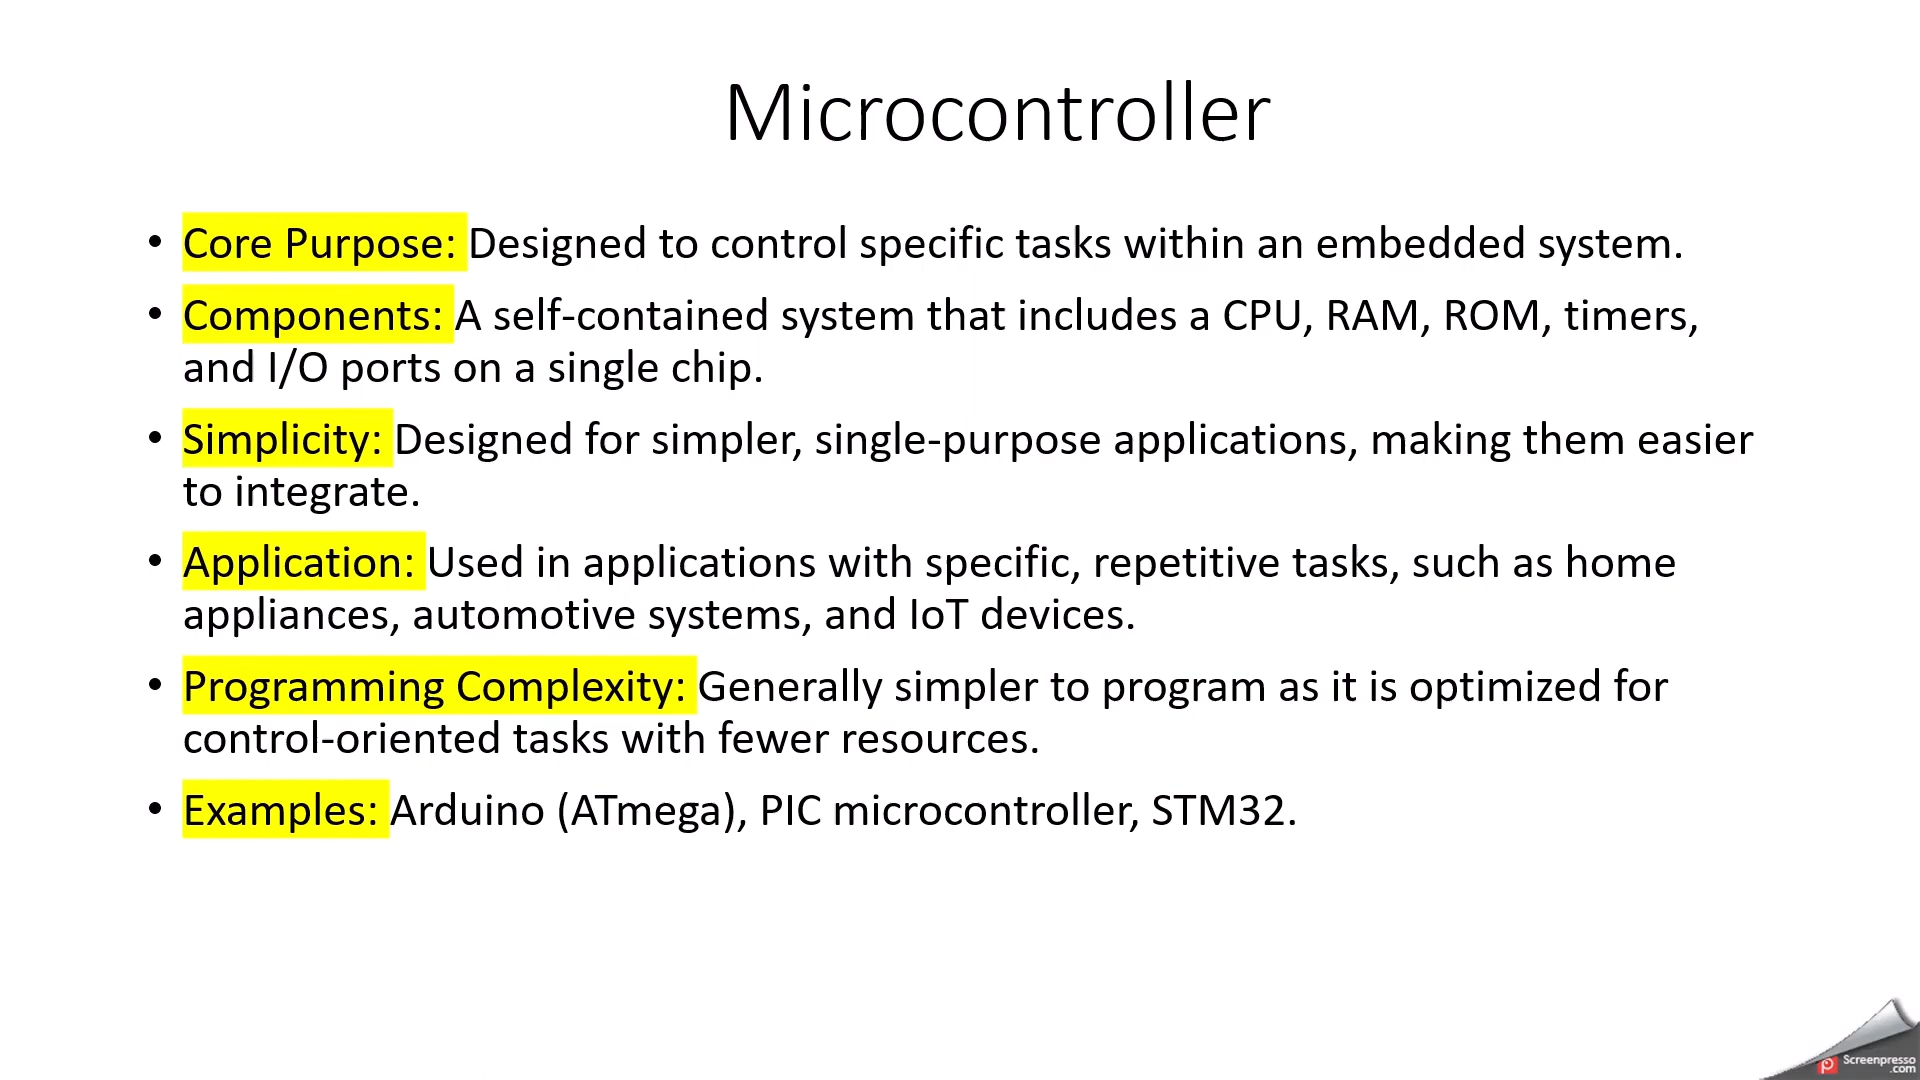 Microcontroller
• Core Purpose: Designed to control specific tasks within an embedded system.
• Components: A self-contained system that includes a CPU, RAM, ROM, timers,
and I/O ports on a single chip.
• Simplicity: Designed for simpler, single-purpose applications, making them easier
to integrate.
• Application: Used in applications with specific, repetitive tasks, such as home
appliances, automotive systems, and IoT devices.
• Programming Complexity: Generally simpler to program as it is optimized for
control-oriented tasks with fewer resources.
• Examples: Arduino (ATmega), PIC microcontroller, STM32.
Screenpresso
.com